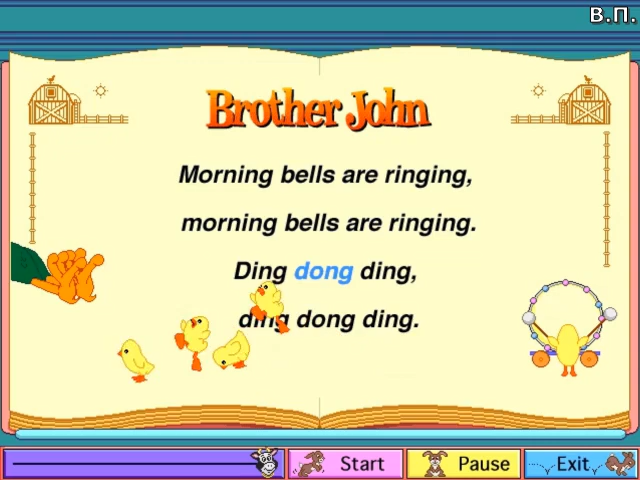 В.П.
Brother John
Morning bells are ringing,
morning bells are ringing.
Ding dong ding,
ding dong ding.
Start
Pause
Exit